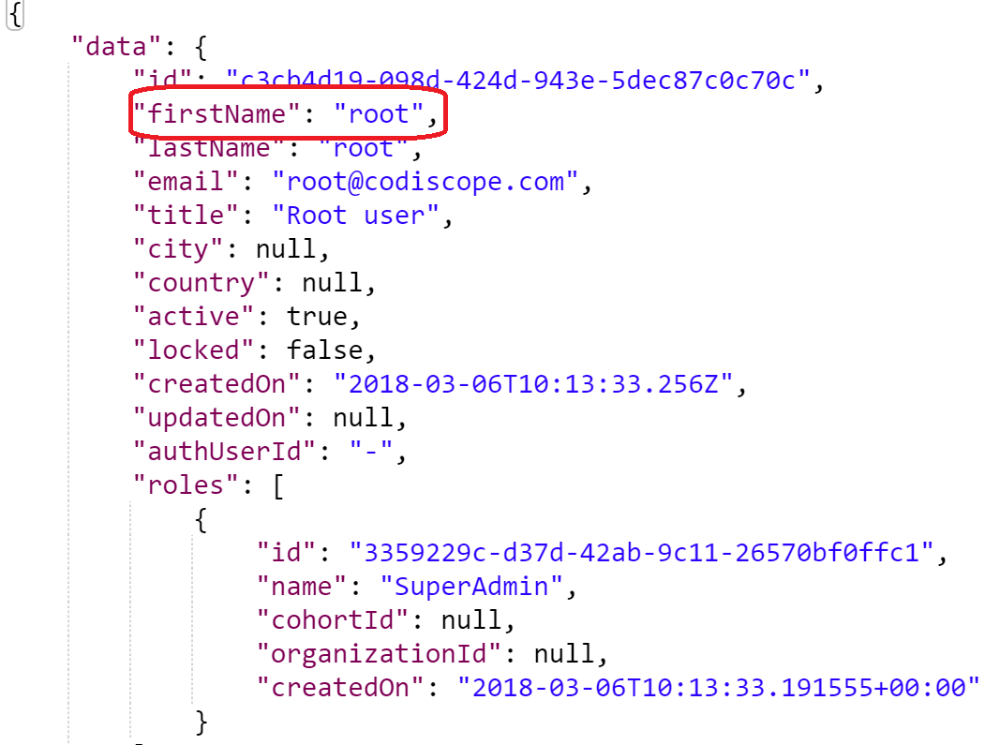 {
"data": {
"id": "c3cb4d19-098d-424d-943e-5dec87c0c70c",
"firstName": "root",
"lastName": "root",
"email": "root@codiscope.com",
"title": "Root user",
"city": null,
"country": null,
"active": true,
"locked": false,
"createdOn": "2018-03-06T10:13:33.256Z",
"updatedOn": null,
"authUserId": "-",
"roles": [
{
"id": "3359229c-d37d-42ab-9c11-26570bf0ffc1",
"name": "SuperAdmin",
"cohortId": null,
"organizationId": null,
"createdOn": "2018-03-06T10:13:33.191555+00:00"
}